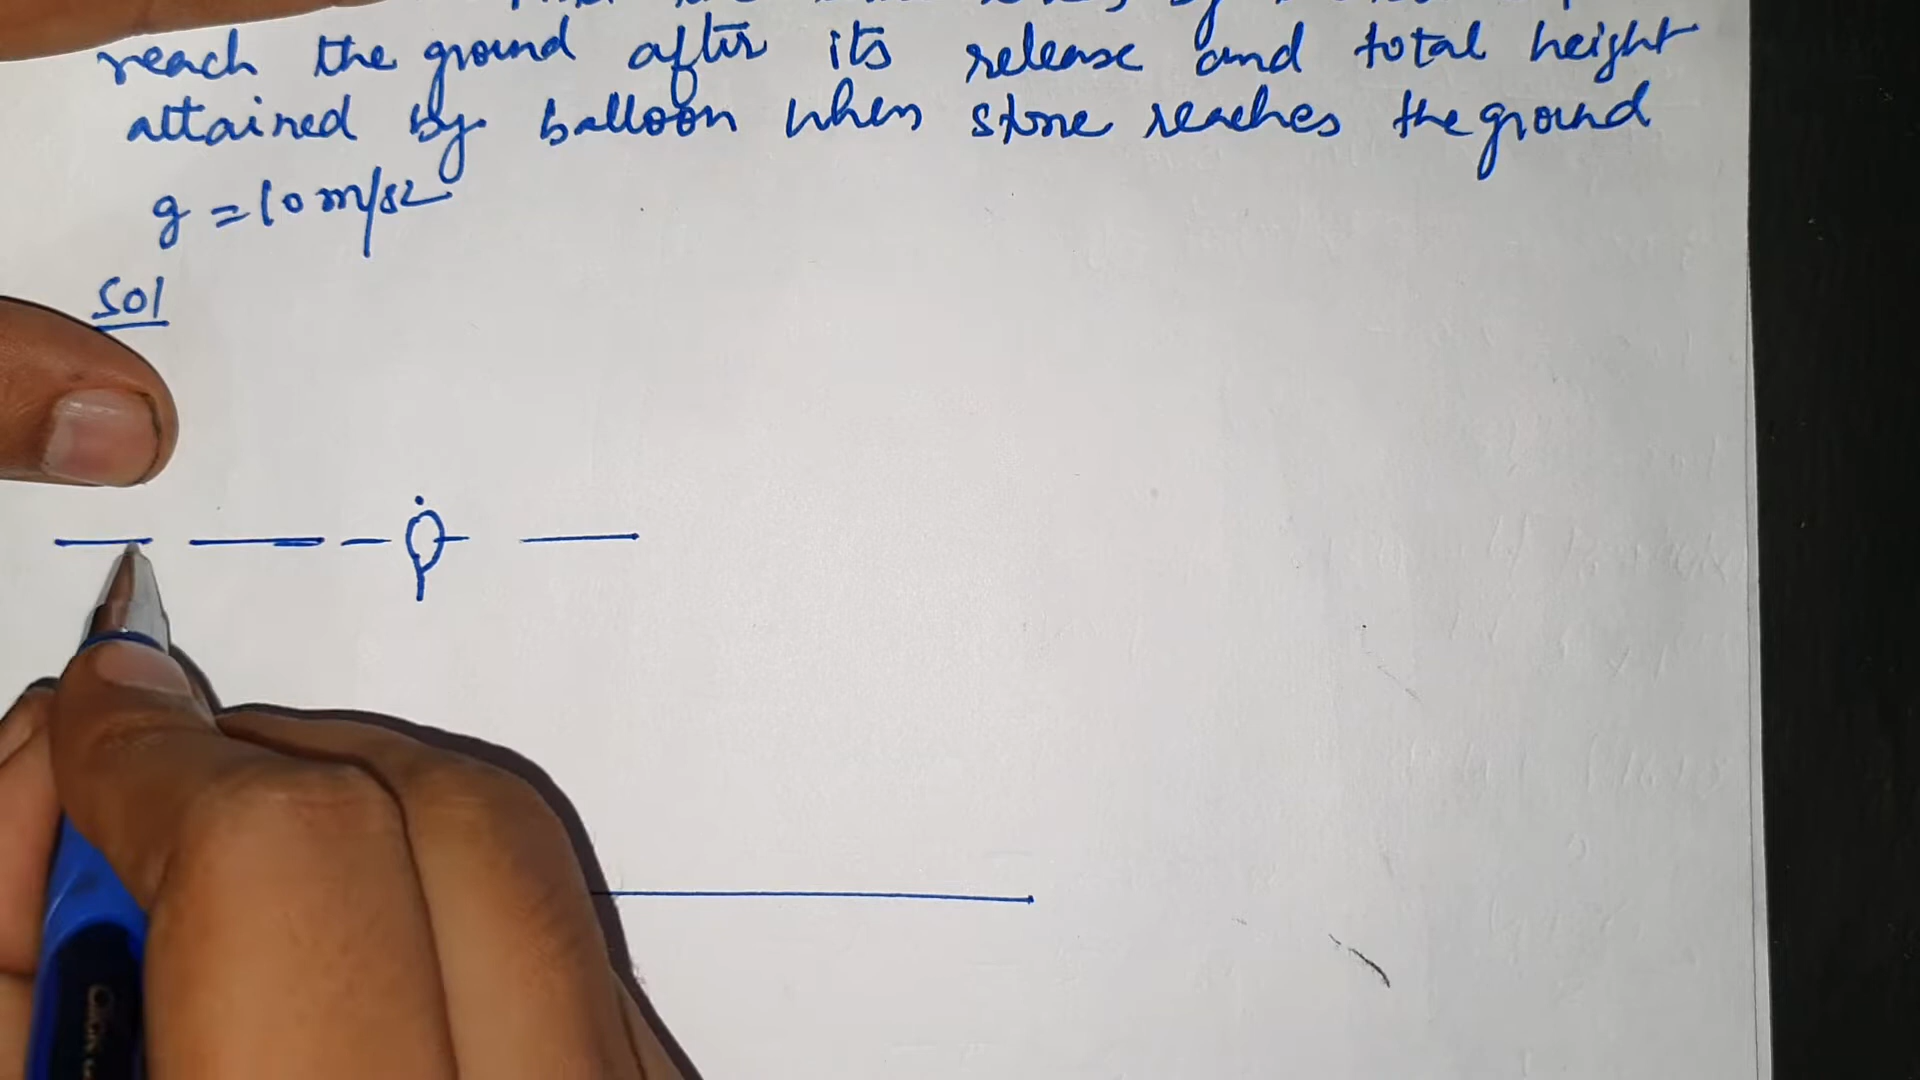 reach the ground after its release and total height
attained by balloon when stone reaches the ground
g = 10 m/s2
Sol